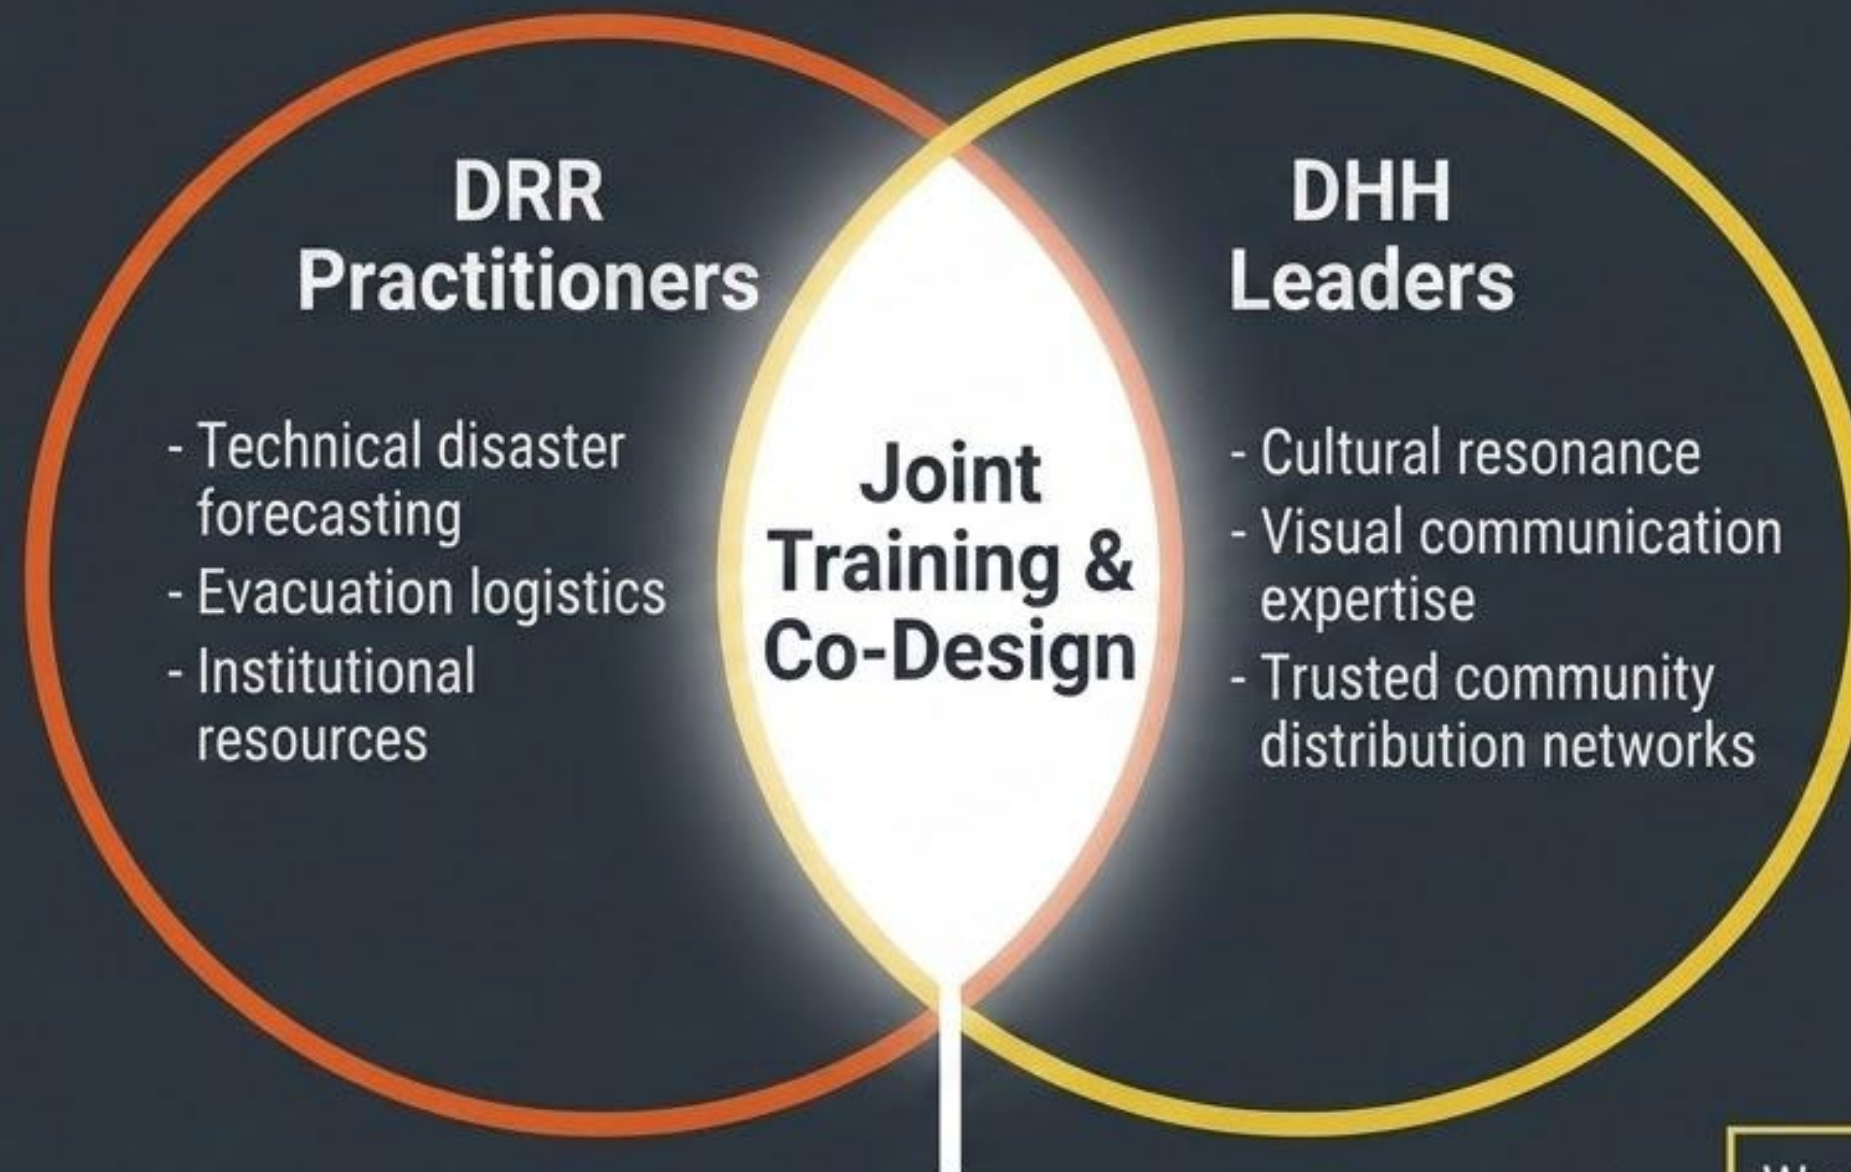 DRR
Practitioners
- Technical disaster
forecasting
- Evacuation logistics
- Institutional
resources
Joint
Training &
Co-Design
DHH
Leaders
- Cultural resonance
- Visual communication
expertise
- Trusted community
distribution networks